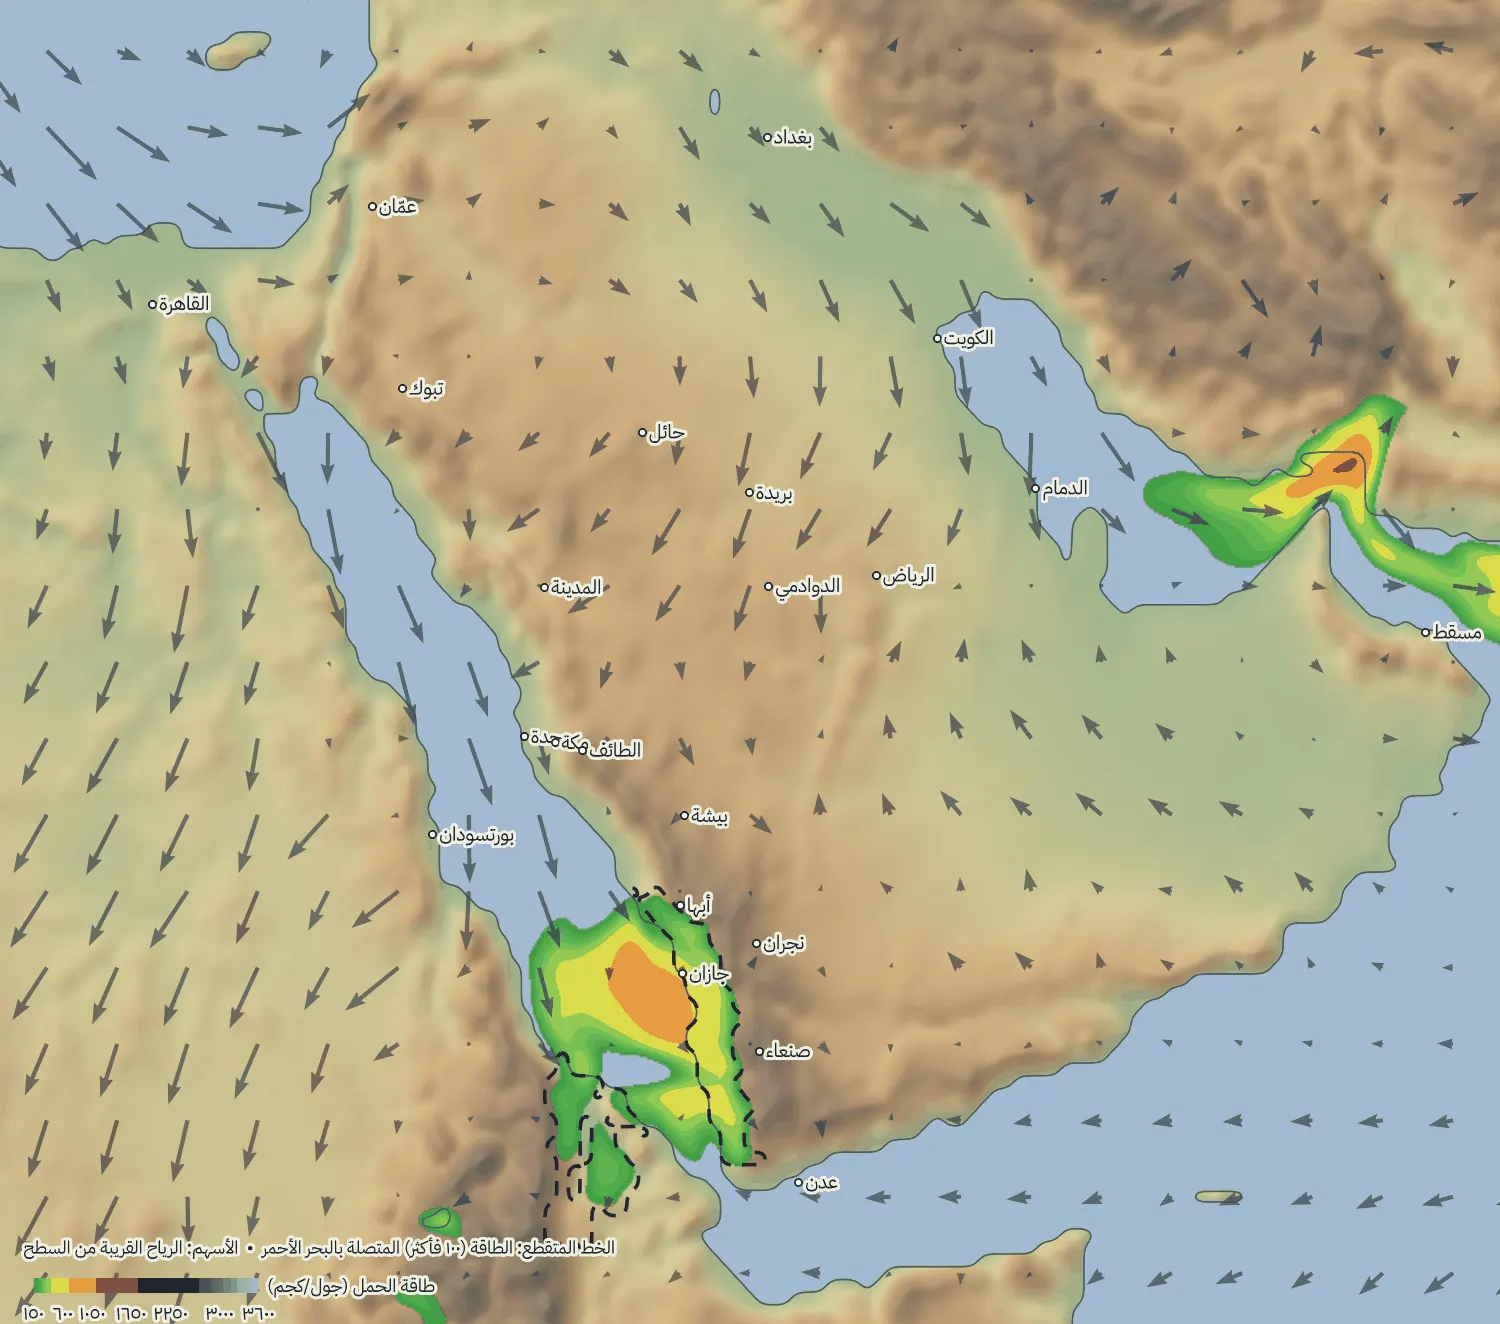 بغداد
عمّان
القاهرة
الكويت
تبوك
حائل
الدمام
بريدة
الرياض
الدوادمي
المدينة
مسقط
جدة
مكة
الطائف
بيشة
بورتسودان
أبها
نجران
جازان
صنعاء
عدن
الخط المتقطع: الطاقة (١٠٠ فأكثر) المتصلة بالبحر الأحمر • الأسهم: الرياح القريبة من السطح
طاقة الحمل (جول/كجم)
١٥٠ ٦٠٠ ١٠٥٠ ١٦٥٠ ٢٢٥٠ ٣٠٠٠ ٣٦٠٠